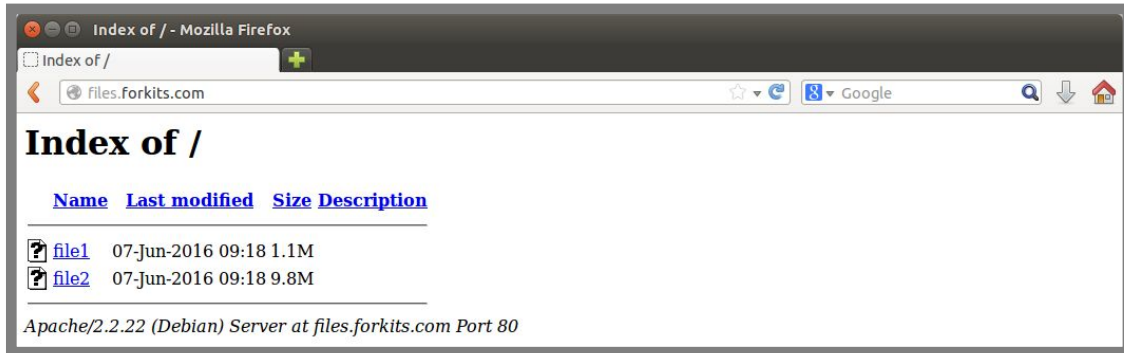 Index of / - Mozilla Firefox
Index of /
files.forkits.com
Google
Index of /
Name Last modified Size Description
file1 07-Jun-2016 09:18 1.1M
file2 07-Jun-2016 09:18 9.8M
Apache/2.2.22 (Debian) Server at files.forkits.com Port 80